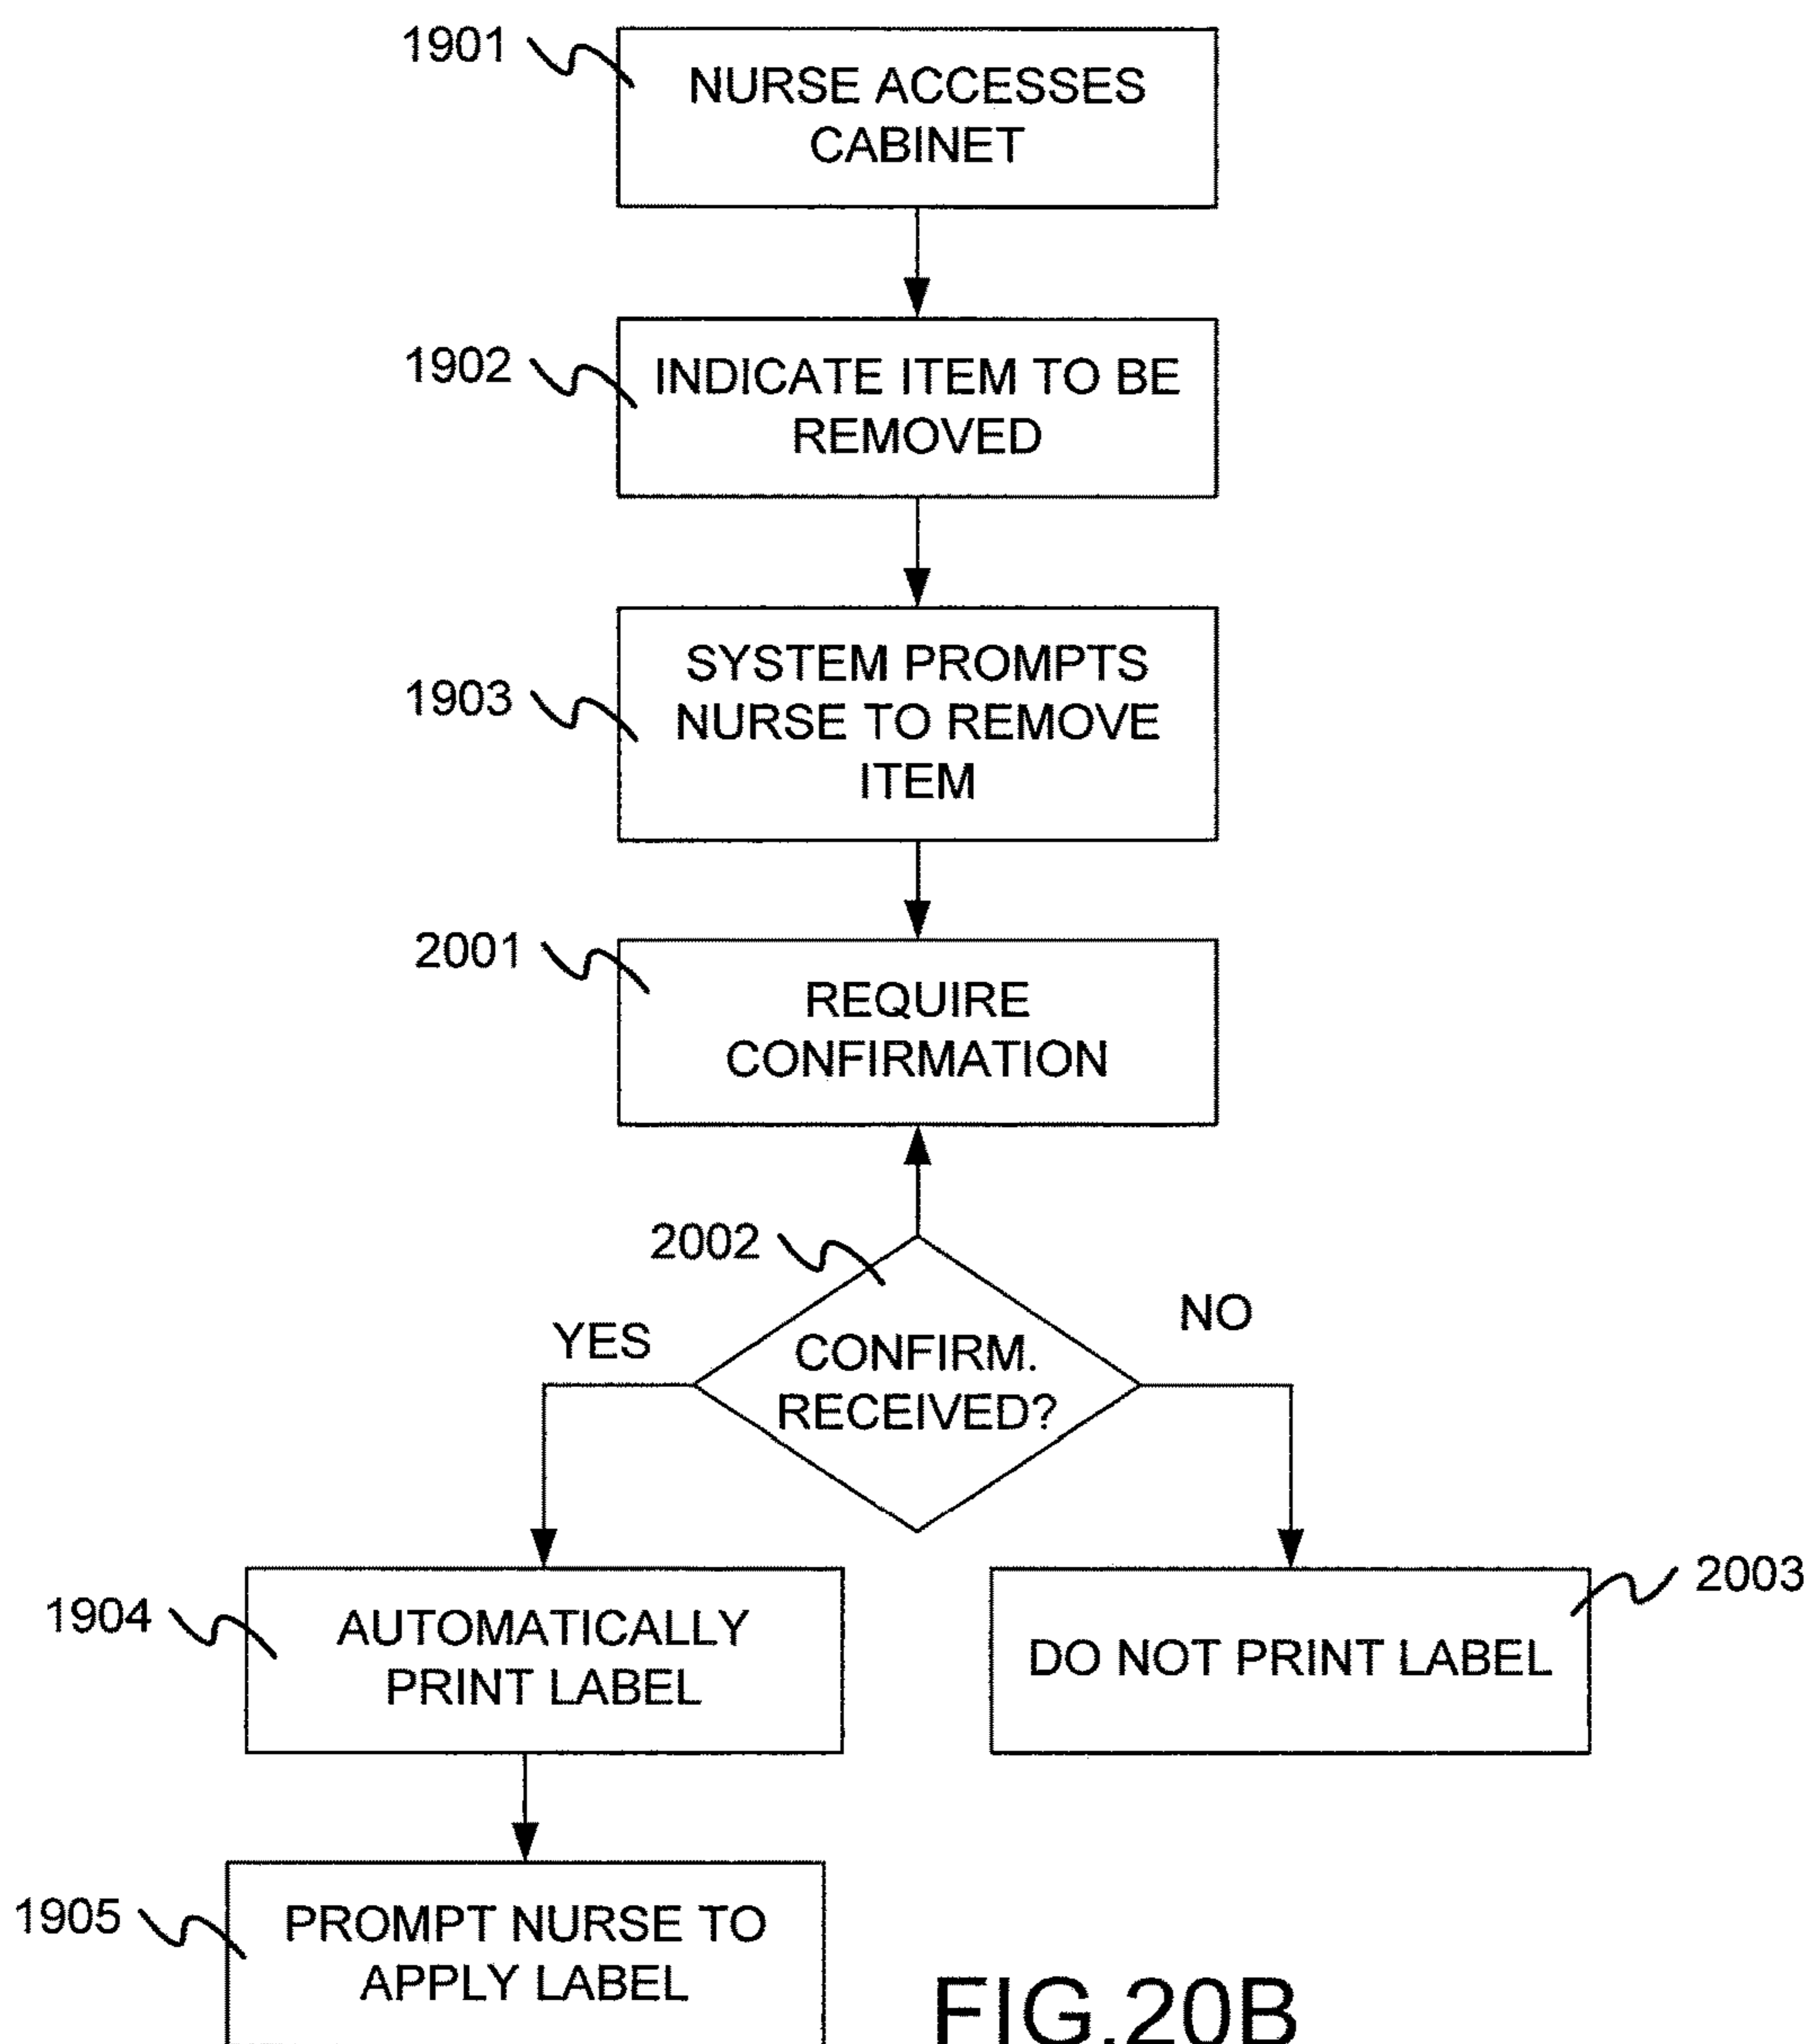 1901
NURSE ACCESSES
CABINET
1902
INDICATE ITEM TO BE
REMOVED
1903
SYSTEM PROMPTS
NURSE TO REMOVE
ITEM
2001
REQUIRE
CONFIRMATION
2002
CONFIRM.
RECEIVED?
YES
NO
1904
AUTOMATICALLY
PRINT LABEL
2003
DO NOT PRINT LABEL
1905
PROMPT NURSE TO
APPLY LABEL
FIG.20B